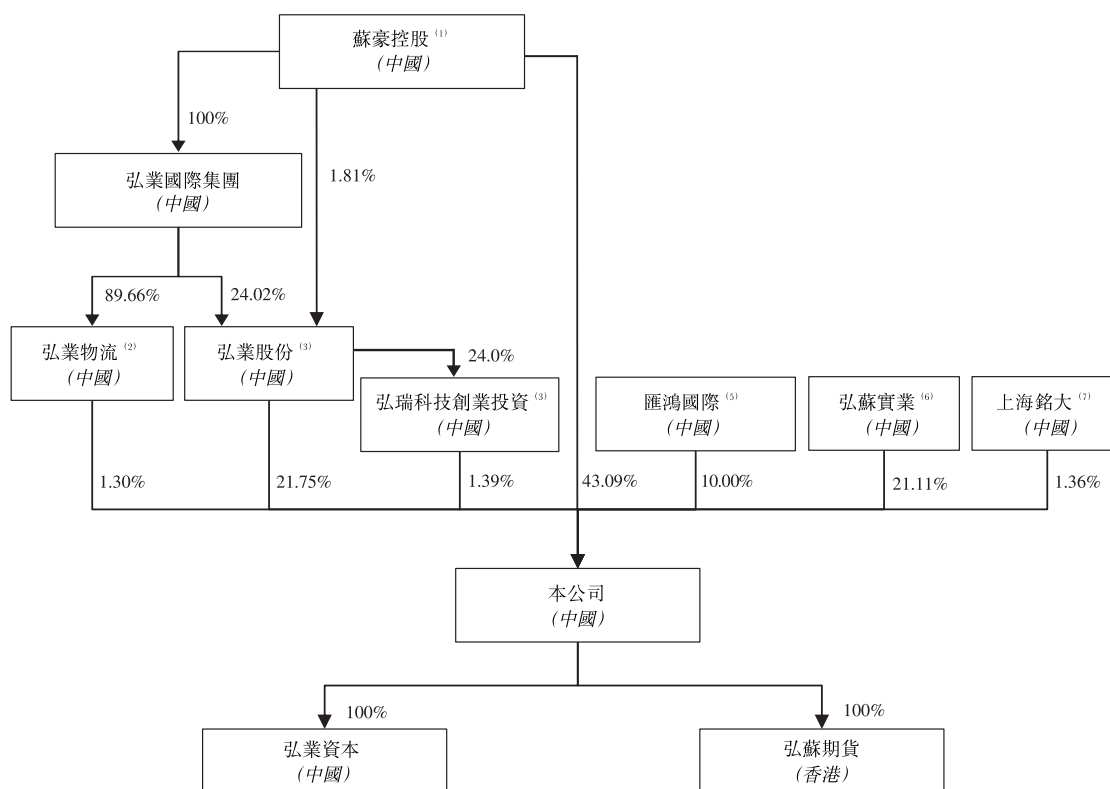 蘇豪控股 (1)
(中國)
100%
弘業國際集團
(中國)
1.81%
89.66%
24.02%
弘業物流 (2)
(中國)
弘業股份 (3)
(中國)
24.0%
弘瑞科技創業投資 (3)
(中國)
匯鴻國際 (5)
(中國)
弘蘇實業 (6)
(中國)
上海銘大 (7)
(中國)
1.30%
21.75%
1.39%
43.09%
10.00%
21.11%
1.36%
本公司
(中國)
100%
100%
弘業資本
(中國)
弘蘇期貨
(香港)